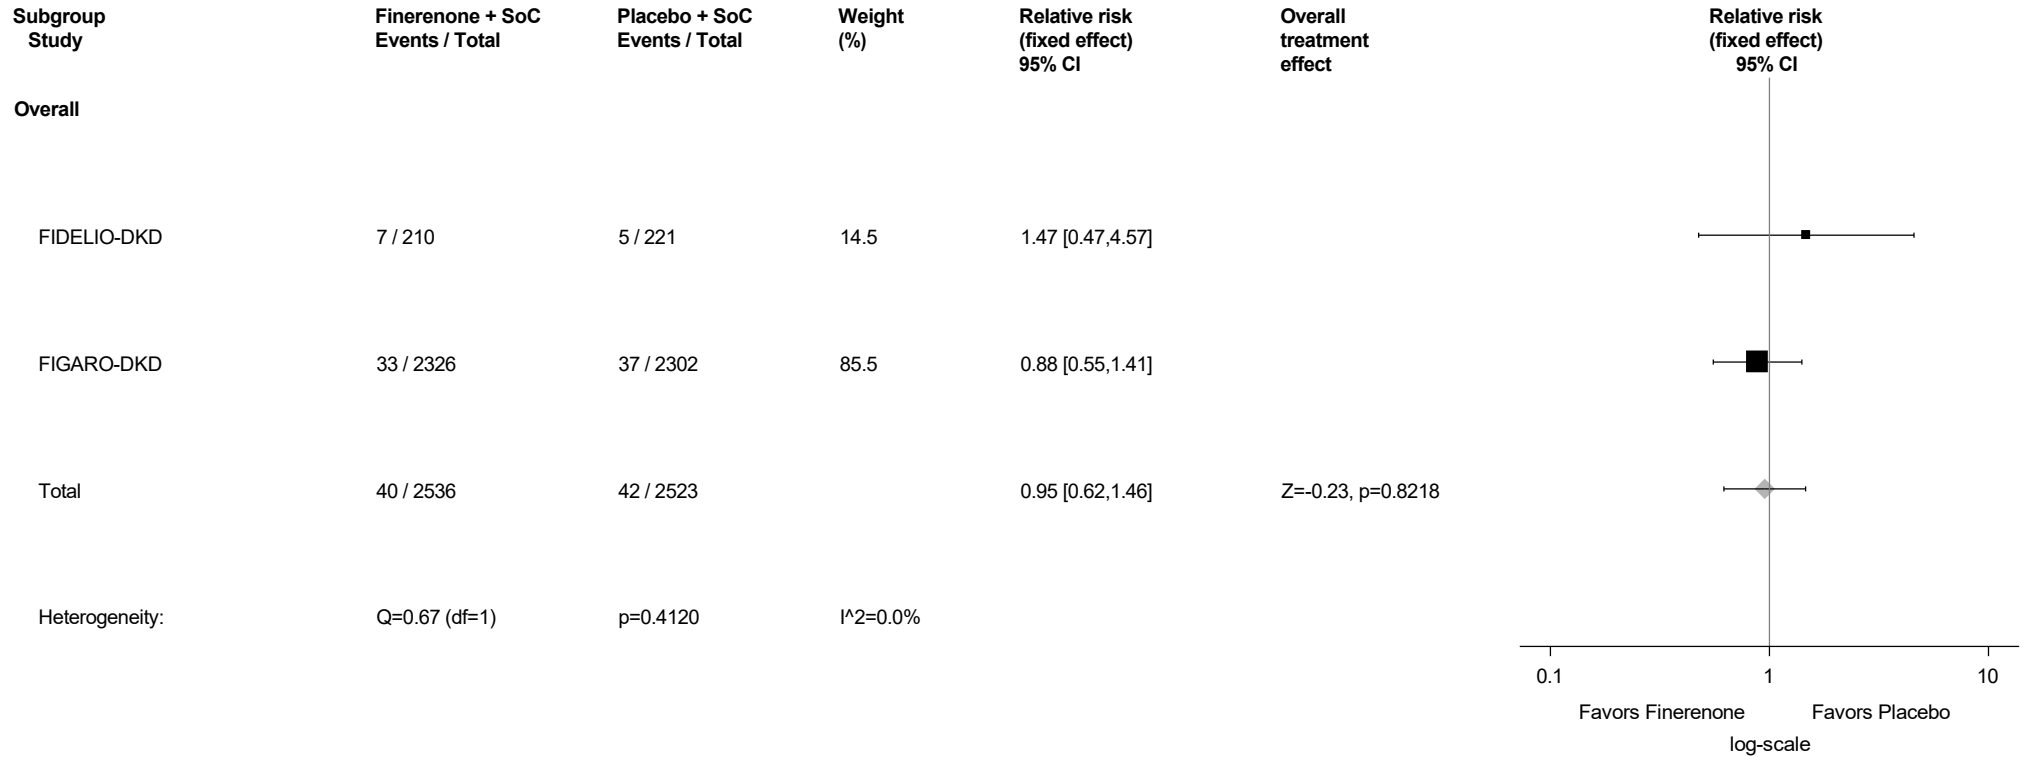 Subgroup Finerenone + SoC Placebo + SoC Weight Relative risk Overall Relative risk
Study Events / Total Events / Total (%) (fixed effect) treatment (fixed effect)
95% CI effect 95% CI
Overall
FIDELIO-DKD 7 / 210 5 / 221 14.5 1.47 [0.47,4.57]
FIGARO-DKD 33 / 2326 37 / 2302 85.5 0.88 [0.55,1.41]
Total 40 / 2536 42 / 2523 0.95 [0.62,1.46] Z=-0.23, p=0.8218
Heterogeneity: Q=0.67 (df=1) p=0.4120 I^2=0.0%
0.1 1 10
Favors Finerenone Favors Placebo
log-scale